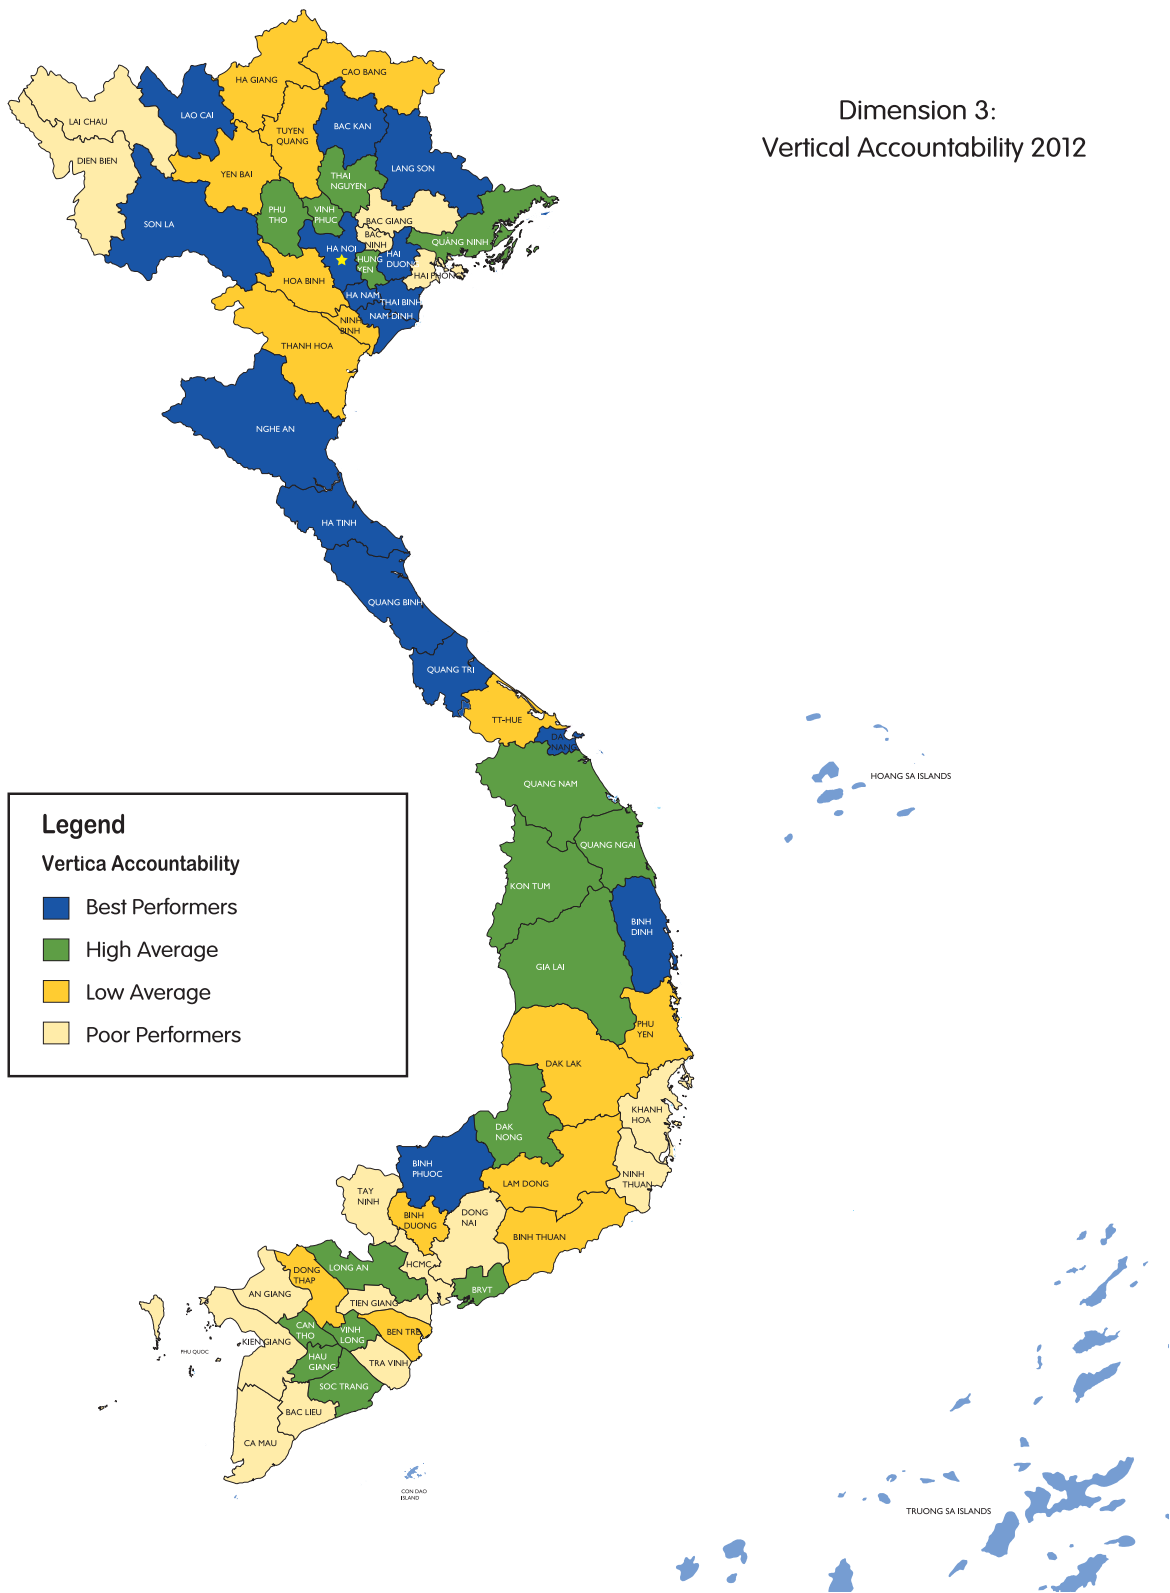 Dimension 3:
Vertical Accountability 2012
HA GIANG
CAO BANG
LAO CAI
LAI CHAU
BAC KAN
TUYEN
QUANG
DIEN BIEN
LANG SON
YEN BAI
THAI
NGUYEN
PHU
THO
VINH
PHUC
SON LA
BAC GIANG
BAC
NINH
QUANG NINH
HA NOI
HAI
DUON
HUNG
YEN
HAI PHONG
HOA BINH
HA NAM
THAI BINH
NAM DINH
NINH
BINH
THANH HOA
NGHE AN
HA TINH
QUANG BINH
QUANG TRI
TT-HUE
DA
NANG
HOANG SA ISLANDS
QUANG NAM
QUANG NGAI
KON TUM
BINH
DINH
GIA LAI
PHU
YEN
DAK LAK
KHANH
HOA
DAK
NONG
BINH
PHUOC
NINH
THUAN
LAM DONG
TAY
NINH
BINH
DUONG
DONG
NAI
BINH THUAN
HCMC
LONG AN
DONG
THAP
BRVT
AN GIANG
TIEN GIANG
CAN
THO
VINH
LONG
BEN TRE
KIEN GIANG
PHU QUOC
HAU
GIANG
TRA VINH
SOC TRANG
BAC LIEU
CA MAU
CON DAO
ISLAND
TRUONG SA ISLANDS
Legend
Vertica Accountability
Best Performers
High Average
Low Average
Poor Performers